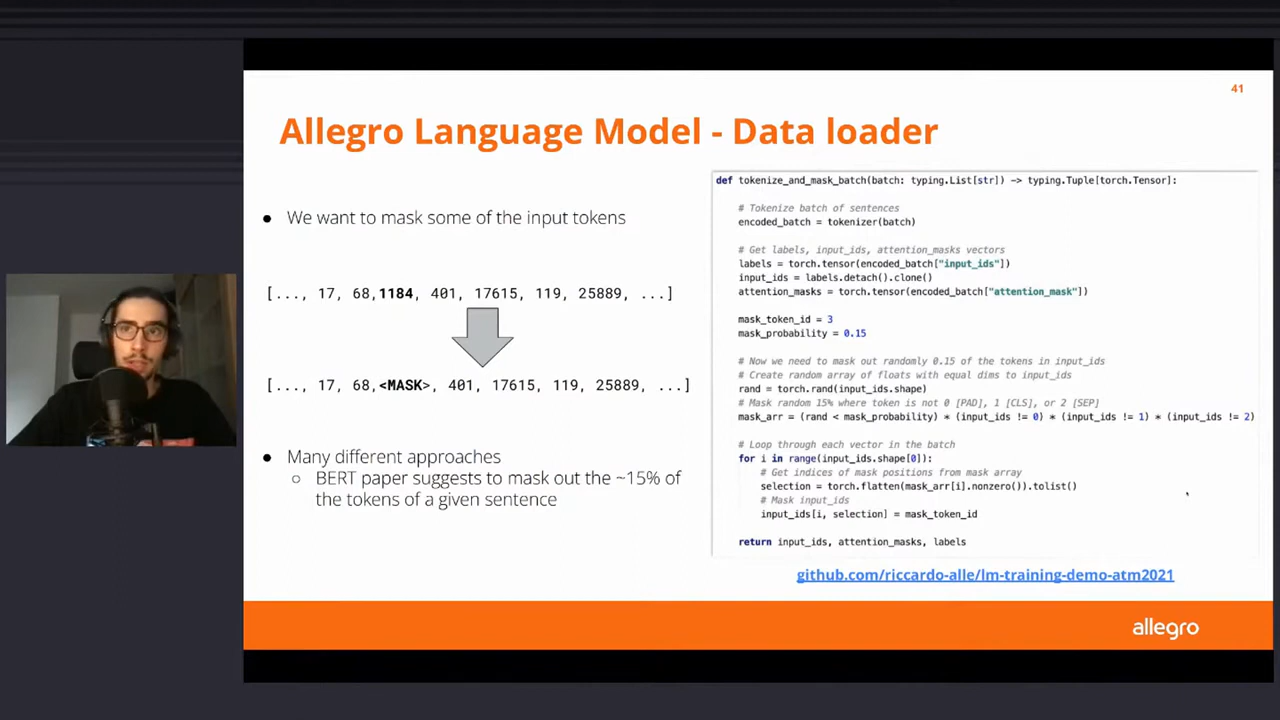 41
Allegro Language Model - Data loader
● We want to mask some of the input tokens
[..., 17, 68,1184, 401, 17615, 119, 25889, ...]
[..., 17, 68,<MASK>, 401, 17615, 119, 25889, ...]
● Many different approaches
○ BERT paper suggests to mask out the ~15% of
the tokens of a given sentence
def tokenize_and_mask_batch(batch: typing.List[str]) -> typing.Tuple[torch.Tensor]:
# Tokenize batch of sentences
encoded_batch = tokenizer(batch)
# Get labels, input_ids, attention_masks vectors
labels = torch.tensor(encoded_batch["input_ids"])
input_ids = labels.detach().clone()
attention_masks = torch.tensor(encoded_batch["attention_mask"])
mask_token_id = 3
mask_probability = 0.15
# Now we need to mask out randomly 0.15 of the tokens in input_ids
# Create random array of floats with equal dims to input_ids
rand = torch.rand(input_ids.shape)
# Mask random 15% where token is not 0 [PAD], 1 [CLS], or 2 [SEP]
mask_arr = (rand < mask_probability) * (input_ids != 0) * (input_ids != 1) * (input_ids != 2)
# Loop through each vector in the batch
for i in range(input_ids.shape[0]):
# Get indices of mask positions from mask array
selection = torch.flatten(mask_arr[i].nonzero()).tolist()
# Mask input_ids
input_ids[i, selection] = mask_token_id
return input_ids, attention_masks, labels
github.com/riccardo-alle/lm-training-demo-atm2021
allegro